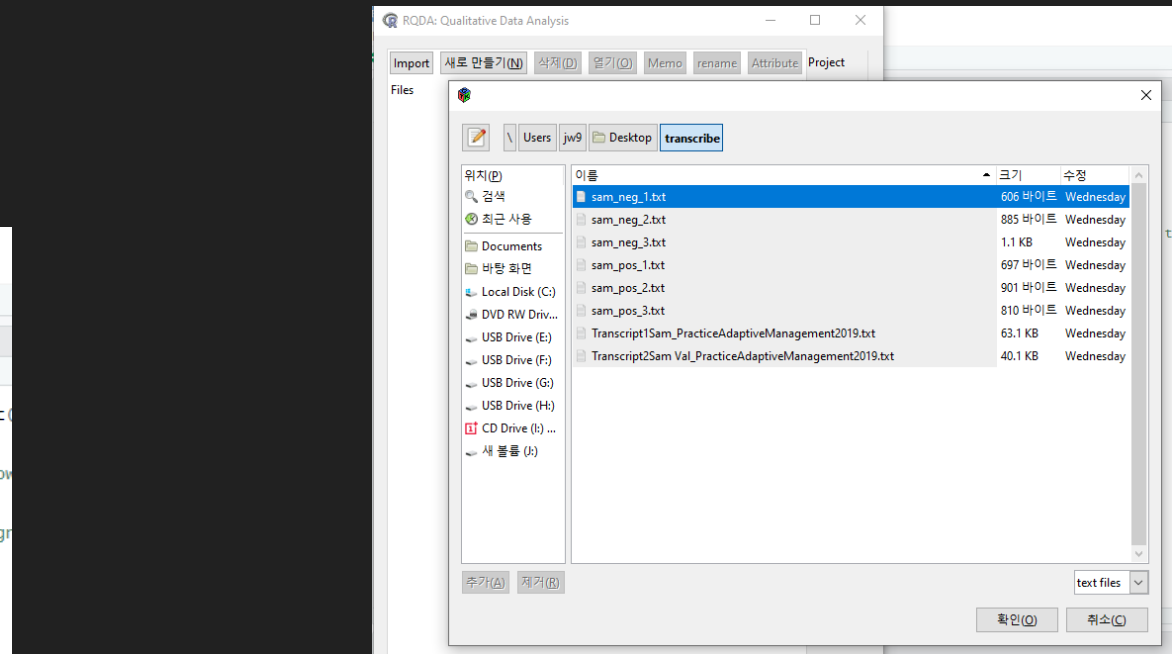 RQDA: Qualitative Data Analysis
Import 새로 만들기(N) 삭제(D) 열기(O) Memo rename Attribute Project
Files
\ Users jw9 Desktop transcribe
위치(P)
검색
최근 사용
Documents
바탕 화면
Local Disk (C:)
DVD RW Driv...
USB Drive (E:)
USB Drive (F:)
USB Drive (G:)
USB Drive (H:)
CD Drive (I:) ...
새 볼륨 (J:)
이름 크기 수정
sam_neg_1.txt 606 바이트 Wednesday
sam_neg_2.txt 885 바이트 Wednesday
sam_neg_3.txt 1.1 KB Wednesday
sam_pos_1.txt 697 바이트 Wednesday
sam_pos_2.txt 901 바이트 Wednesday
sam_pos_3.txt 810 바이트 Wednesday
Transcript1Sam_PracticeAdaptiveManagement2019.txt 63.1 KB Wednesday
Transcript2Sam Val_PracticeAdaptiveManagement2019.txt 40.1 KB Wednesday
추가(A) 제거(R)
text files
확인(O) 취소(C)